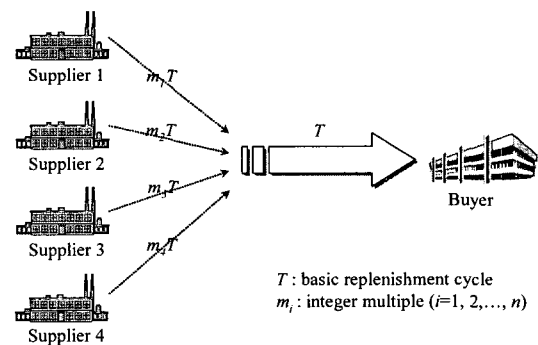 Supplier 1
m₁T
Supplier 2
m₂T
T
Supplier 3
m₃T
Buyer
Supplier 4
m₄T
T : basic replenishment cycle
mᵢ : integer multiple (i=1, 2,..., n)